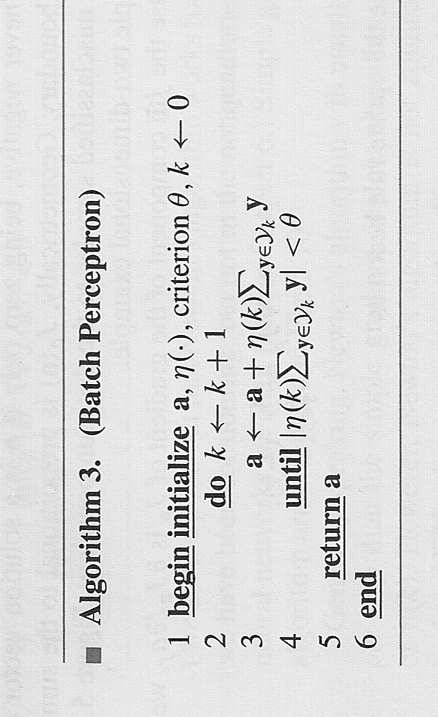 ■ Algorithm 3. (Batch Perceptron)
1 begin initialize a, η(·), criterion θ, k ← 0
2 do k ← k + 1
3 a ← a + η(k)∑y∈𝒴k y
4 until |η(k)∑y∈𝒴k y| < θ
5 return a
6 end